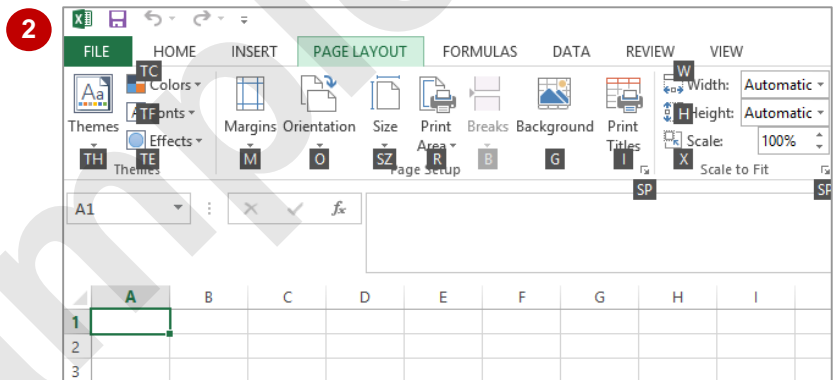 2
FILE HOME INSERT PAGE LAYOUT FORMULAS DATA REVIEW VIEW
TC W
Aa Colors Width: Automatic
TF Fonts H Height: Automatic
Themes Margins Orientation Size Print Breaks Background Print Scale: 100%
Effects Area Titles
TH TE M O SZ R B G I X
Themes Page Setup Scale to Fit
SP SP
A1 fx
A B C D E F G H I
1
2
3
Sample